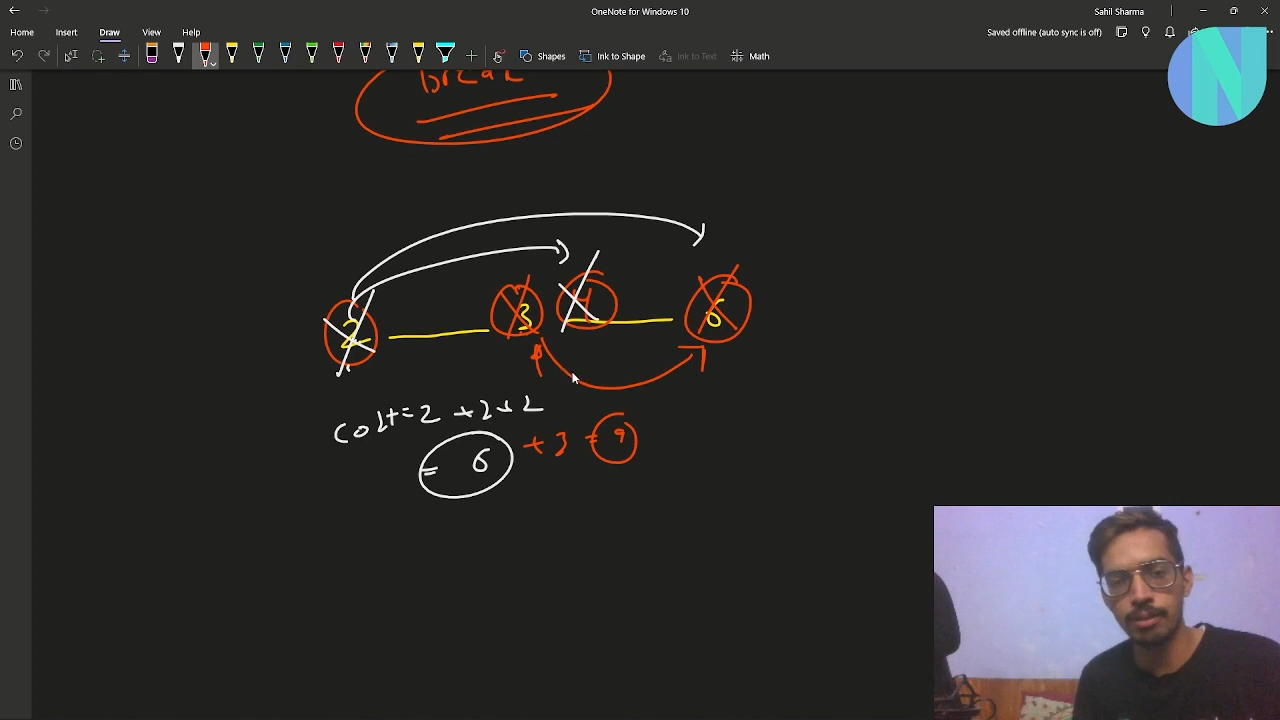 OneNote for Windows 10
Sahil Sharma
Home Insert Draw View Help
Saved offline (auto sync is off)
Shapes Ink to Shape Ink to Text Math
break
2 3 4 6
cost=2 +2+2
= 6 + 3 = 9
N